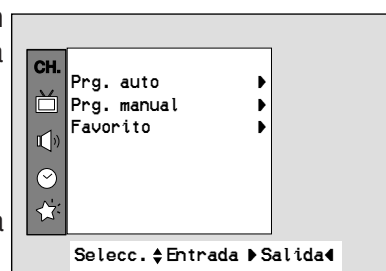 CH.
Prg. auto
Prg. manual
Favorito
Selecc. Entrada Salida